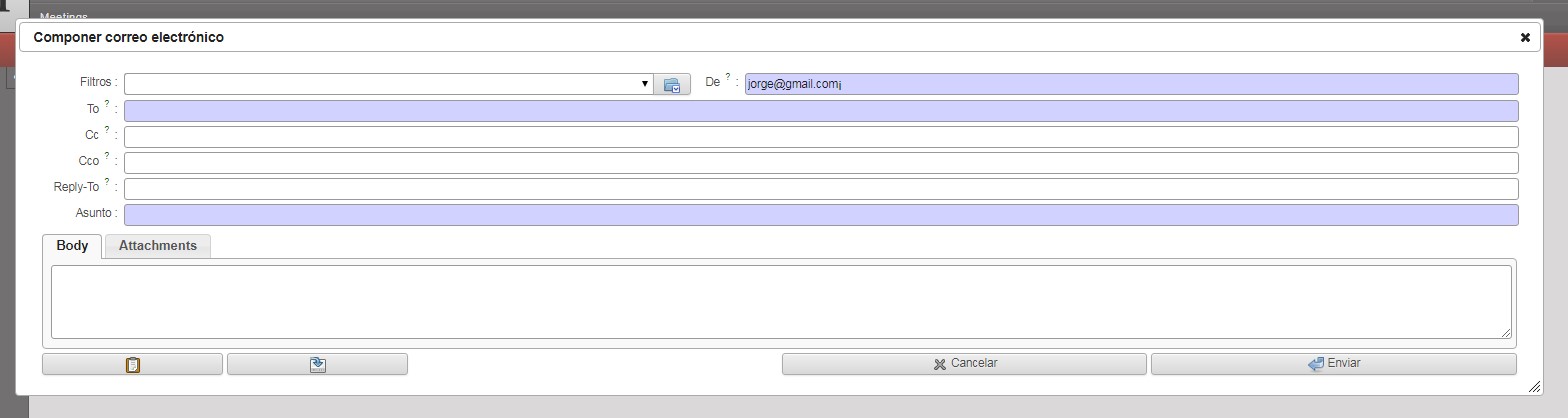 Meetings
Componer correo electrónico
Filtros : De ? : jorge@gmail.com
To ? :
Cc ? :
Cco ? :
Reply-To ? :
Asunto :
Body Attachments
Cancelar Enviar